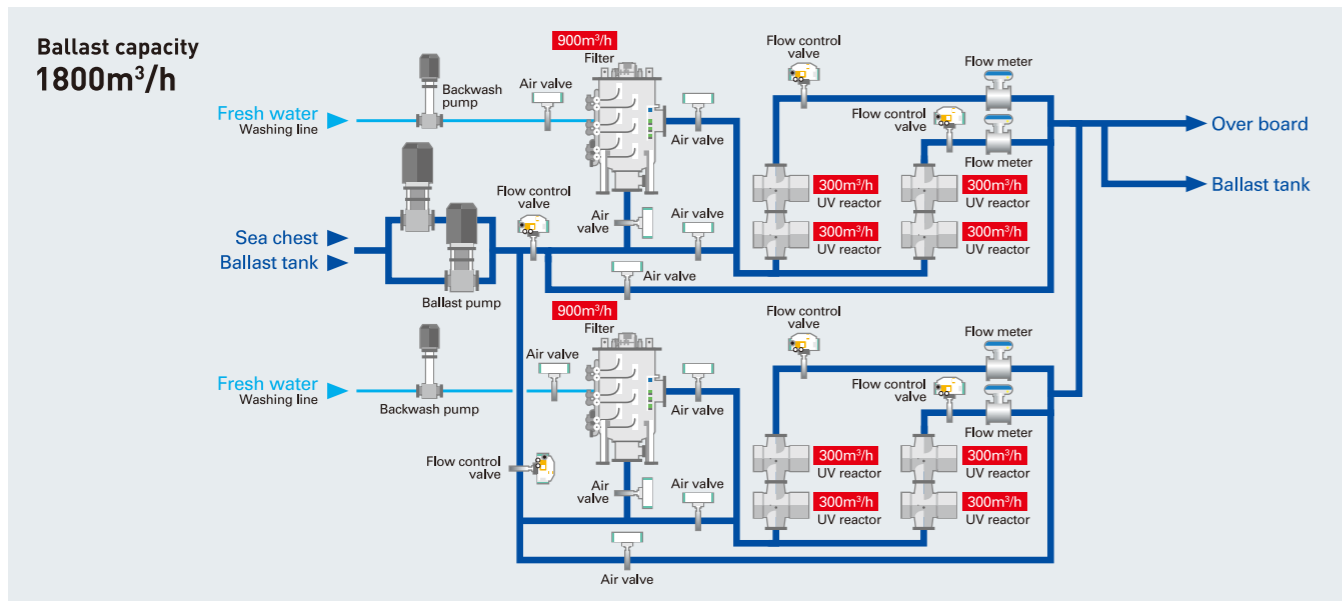 Ballast capacity
1800m³/h
900m³/h
Filter
Flow control
valve
Flow meter
Backwash
pump
Air valve
Fresh water
Washing line
Air valve
Flow control
valve
Flow meter
Over board
300m³/h
UV reactor
300m³/h
UV reactor
Ballast tank
Flow control
valve
Air
valve
Air valve
300m³/h
UV reactor
300m³/h
UV reactor
Sea chest
Ballast tank
Air valve
Ballast pump
900m³/h
Filter
Flow control
valve
Flow meter
Air valve
Fresh water
Washing line
Backwash pump
Air valve
Flow control
valve
Flow meter
Flow control
valve
300m³/h
UV reactor
300m³/h
UV reactor
Air
valve
Air valve
300m³/h
UV reactor
300m³/h
UV reactor
Air valve